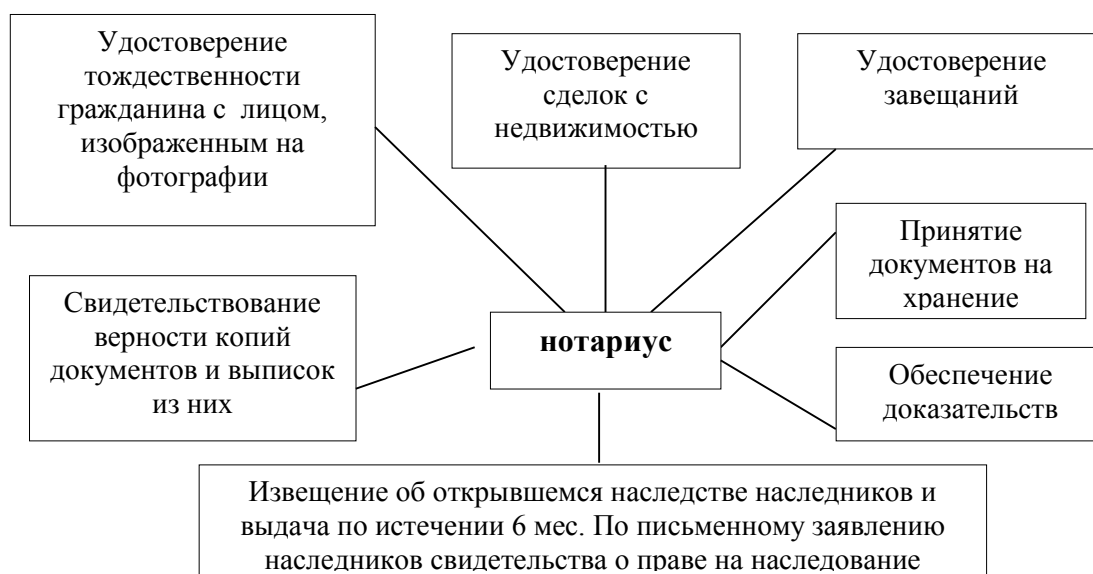 Удостоверение
тождественности
гражданина с лицом,
изображенным на
фотографии
Удостоверение
сделок с
недвижимостью
Удостоверение
завещаний
Принятие
документов на
хранение
Свидетельствование
верности копий
документов и выписок
из них
нотариус
Обеспечение
доказательств
Извещение об открывшемся наследстве наследников и
выдача по истечении 6 мес. По письменному заявлению
наследников свидетельства о праве на наследование